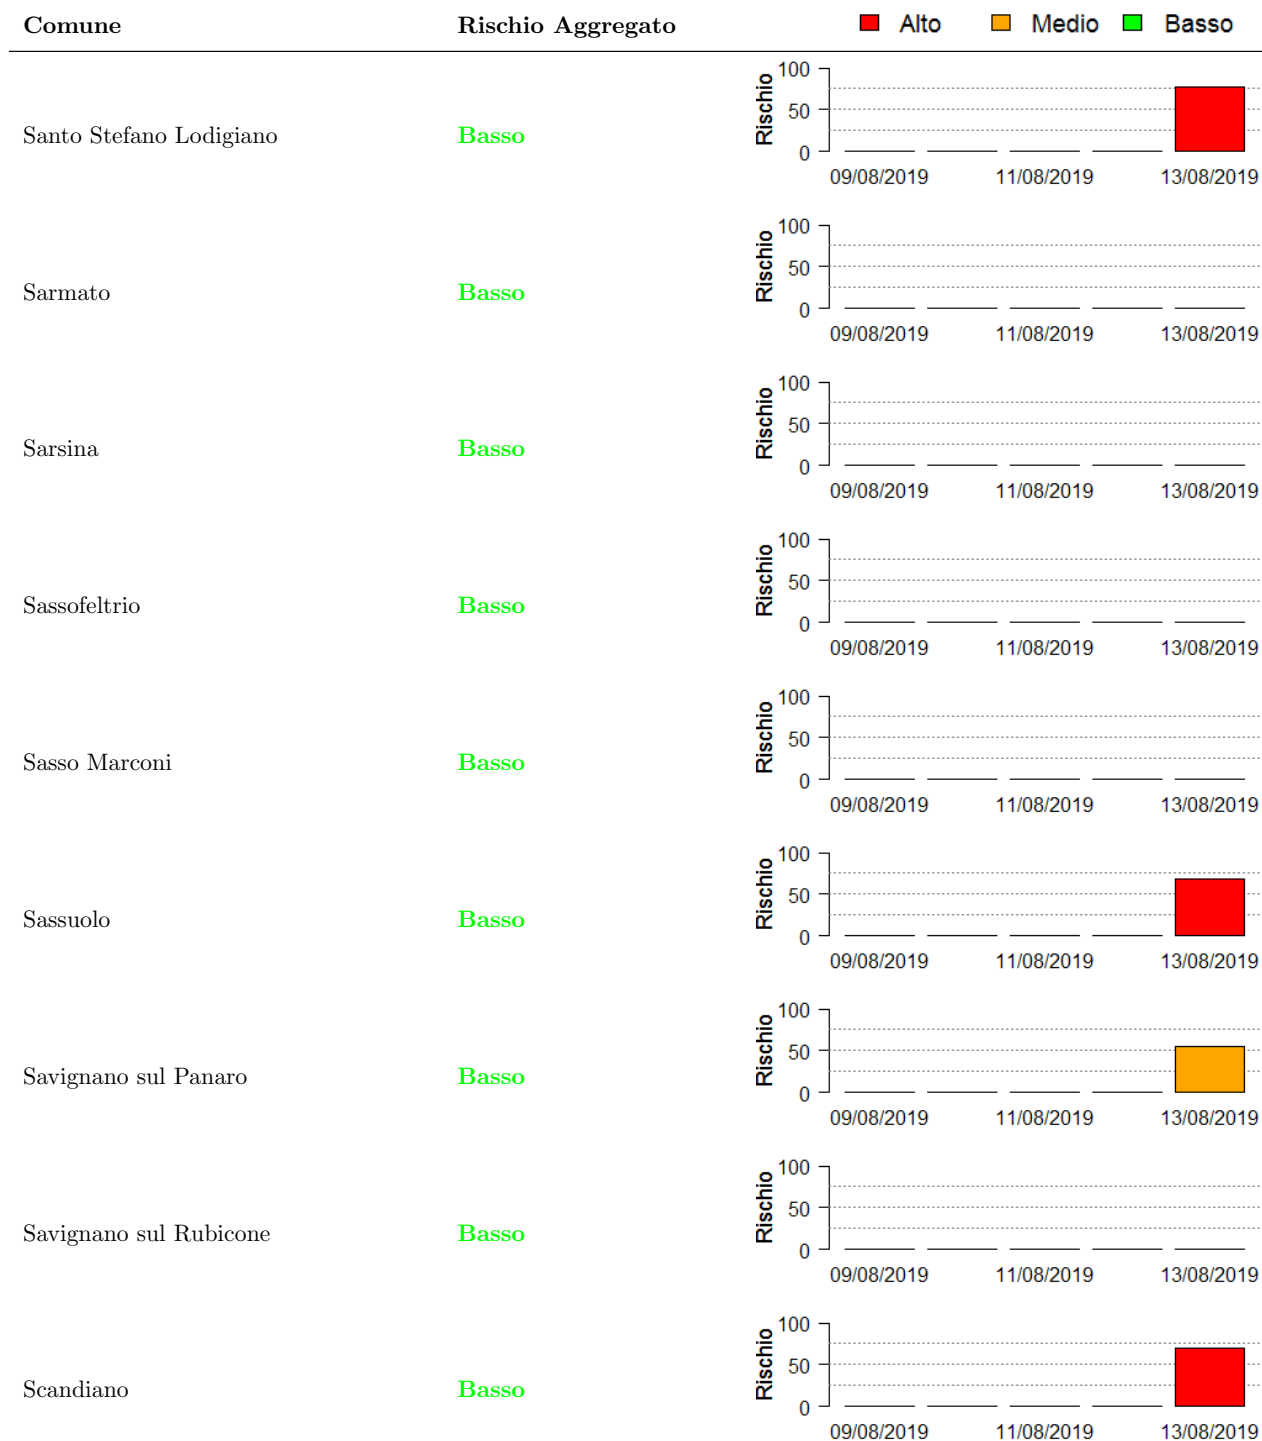 Comune Rischio Aggregato Alto Medio Basso
Santo Stefano Lodigiano Basso Rischio 100 50 0
09/08/2019 11/08/2019 13/08/2019
Sarmato Basso Rischio 100 50 0
09/08/2019 11/08/2019 13/08/2019
Sarsina Basso Rischio 100 50 0
09/08/2019 11/08/2019 13/08/2019
Sassofeltrio Basso Rischio 100 50 0
09/08/2019 11/08/2019 13/08/2019
Sasso Marconi Basso Rischio 100 50 0
09/08/2019 11/08/2019 13/08/2019
Sassuolo Basso Rischio 100 50 0
09/08/2019 11/08/2019 13/08/2019
Savignano sul Panaro Basso Rischio 100 50 0
09/08/2019 11/08/2019 13/08/2019
Savignano sul Rubicone Basso Rischio 100 50 0
09/08/2019 11/08/2019 13/08/2019
Scandiano Basso Rischio 100 50 0
09/08/2019 11/08/2019 13/08/2019